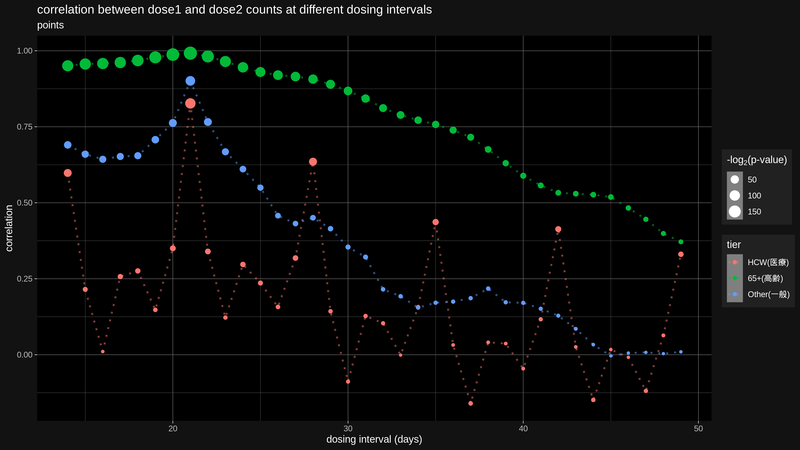 correlation between dose1 and dose2 counts at different dosing intervals
points
1.00
0.75
0.50
0.25
0.00
correlation
20
30
40
50
dosing interval (days)
-log2(p-value)
50
100
150
tier
HCW(医療)
65+(高齢)
Other(一般)